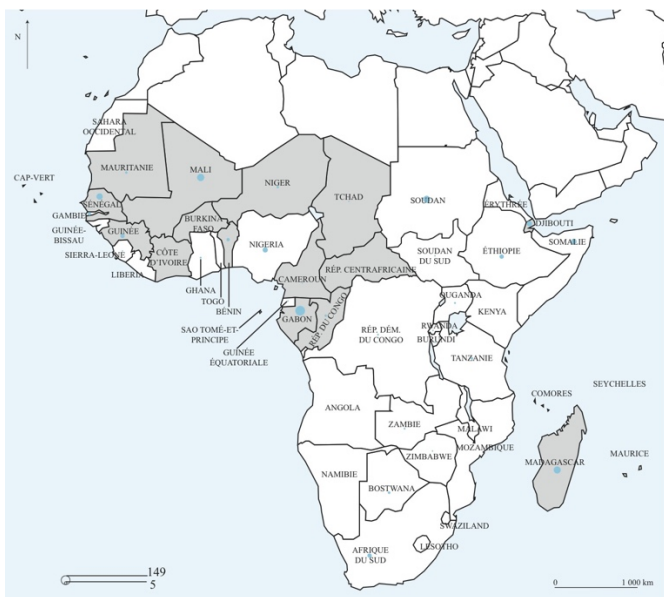 N
SAHARA
OCCIDENTAL
MAURITANIE
MALI
CAP-VERT
NIGER
TCHAD
SOUDAN
ÉRYTHRÉE
SÉNÉGAL
GAMBIE
BURKINA
FASO
DJIBOUTI
GUINÉE-
BISSAU
GUINÉE
NIGERIA
SOMALIE
SIERRA-LEONE
CÔTE
D'IVOIRE
SOUDAN
DU SUD
ÉTHIOPIE
LIBERIA
CAMEROUN
RÉP. CENTRAFRICAINE
GHANA
TOGO
BÉNIN
OUGANDA
KENYA
SAO TOMÉ-ET-
PRINCIPE
GABON
RÉP. DU CONGO
RÉP. DÉM.
DU CONGO
RWANDA
BURUNDI
GUINÉE
ÉQUATORIALE
TANZANIE
SEYCHELLES
COMORES
ANGOLA
ZAMBIE
MALAWI
MOZAMBIQUE
ZIMBABWE
MADAGASCAR
MAURICE
NAMIBIE
BOSTWANA
SWAZILAND
LESOTHO
AFRIQUE
DU SUD
149
5
0 1 000 km